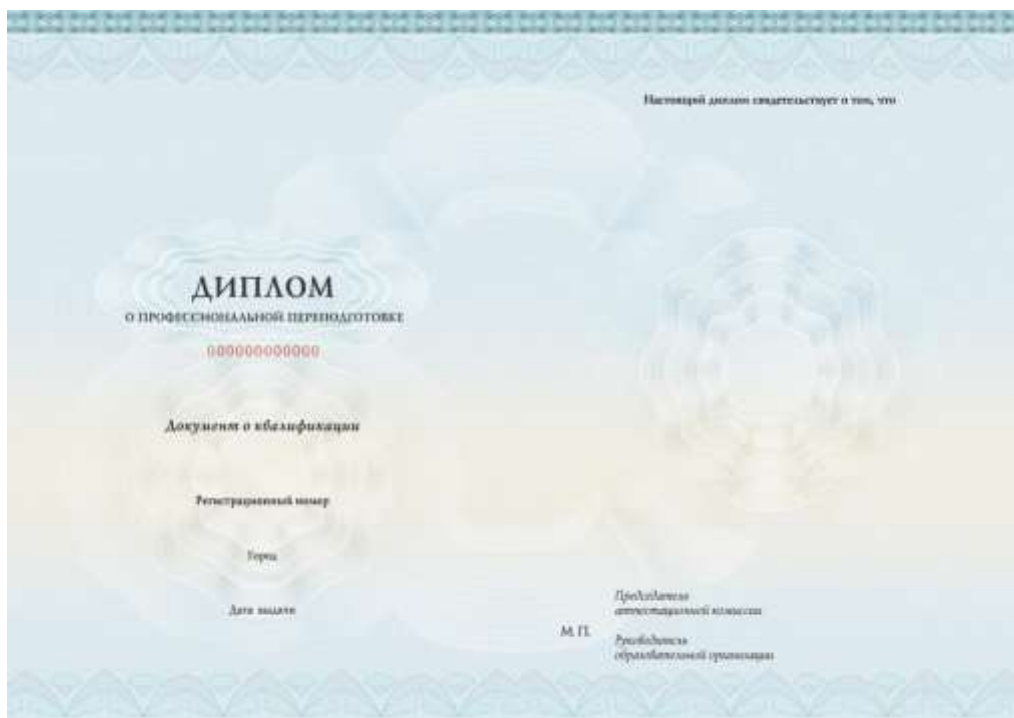 Настоящий диплом свидетельствует о том, что
ДИПЛОМ
О ПРОФЕССИОНАЛЬНОЙ ПЕРЕПОДГОТОВКЕ
000000000000
Документ о квалификации
Регистрационный номер
Город
Дата выдачи
Председатель
аттестационной комиссии
М. П.
Руководитель
образовательной организации